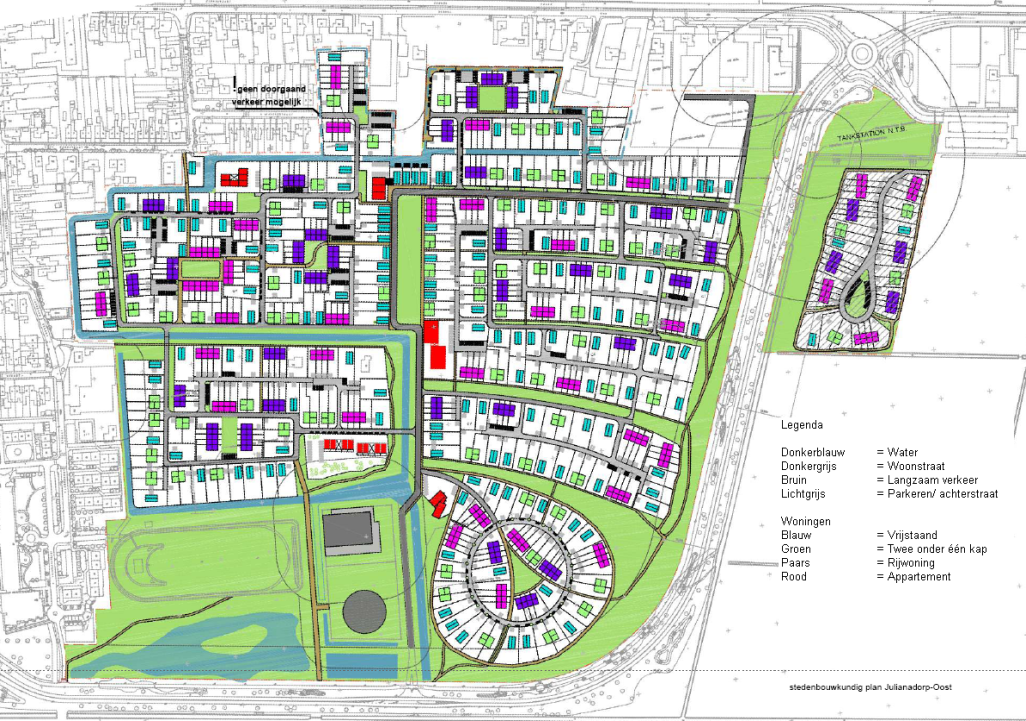 ! geen doorgaand
verkeer mogelijk
TANKSTATION N.T.B.
Legenda
Donkerblauw = Water
Donkergrijs = Woonstraat
Bruin = Langzaam verkeer
Lichtgrijs = Parkeren/ achterstraat
Woningen
Blauw = Vrijstaand
Groen = Twee onder één kap
Paars = Rijwoning
Rood = Appartement
stedenbouwkundig plan Julianadorp-Oost